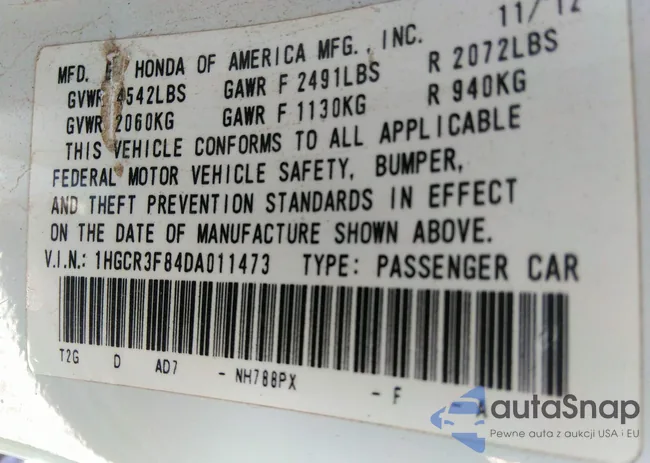 11/12
MFD. BY HONDA OF AMERICA MFG., INC.
GVWR 4542LBS GAWR F 2491LBS R 2072LBS
GVWR 2060KG GAWR F 1130KG R 940KG
THIS VEHICLE CONFORMS TO ALL APPLICABLE
FEDERAL MOTOR VEHICLE SAFETY, BUMPER,
AND THEFT PREVENTION STANDARDS IN EFFECT
ON THE DATE OF MANUFACTURE SHOWN ABOVE.
V.I.N.: 1HGCR3F84DA011473 TYPE: PASSENGER CAR
T2G D AD7 - NH788PX - F - A
autaSnap
Pewne auta z aukcji USA i EU